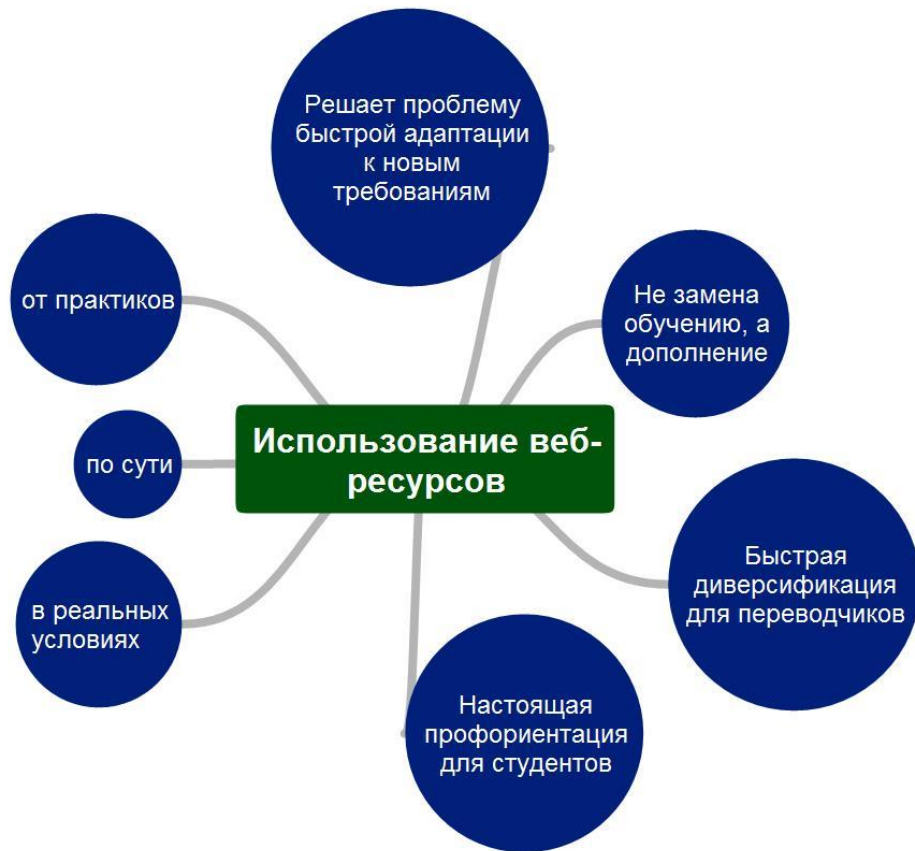 Решает проблему
быстрой адаптации
к новым
требованиям
от практиков
Не замена
обучению, а
дополнение
Использование веб-
ресурсов
по сути
Быстрая
диверсификация
для переводчиков
в реальных
условиях
Настоящая
профориентация
для студентов